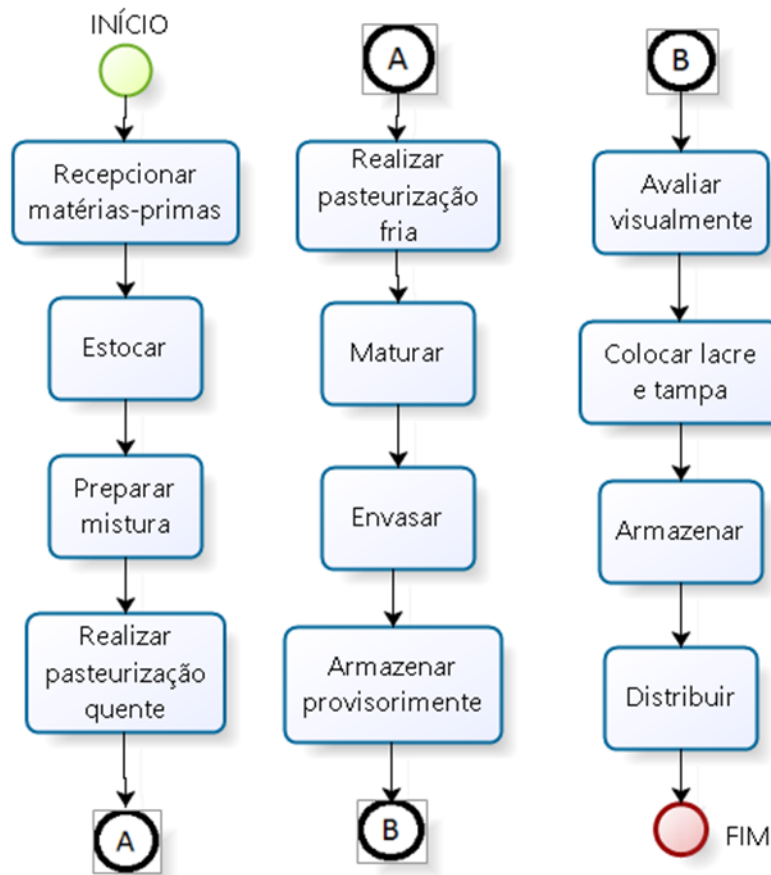 INÍCIO
Recepcionar
matérias-primas
Estocar
Preparar
mistura
Realizar
pasteurização
quente
A
A
Realizar
pasteurização
fria
Maturar
Envasar
Armazenar
provisorimente
B
B
Avaliar
visualmente
Colocar lacre
e tampa
Armazenar
Distribuir
FIM